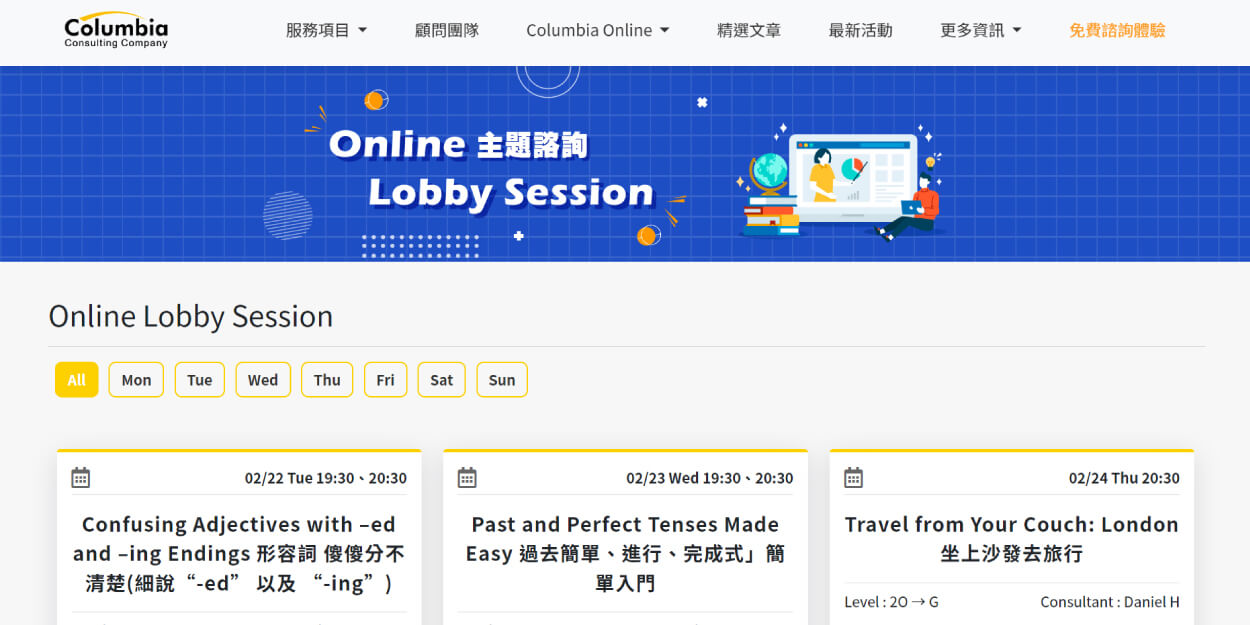 Columbia
Consulting Company
服務項目
顧問團隊
Columbia Online
精選文章
最新活動
更多資訊
免費諮詢體驗
Online 主題諮詢
Lobby Session
Online Lobby Session
All
Mon
Tue
Wed
Thu
Fri
Sat
Sun
02/22 Tue 19:30、20:30
Confusing Adjectives with –ed
and –ing Endings 形容詞 傻傻分不
清楚(細說“-ed” 以及 “-ing”)
02/23 Wed 19:30、20:30
Past and Perfect Tenses Made
Easy 過去簡單、進行、完成式」簡
單入門
02/24 Thu 20:30
Travel from Your Couch: London
坐上沙發去旅行
Level : 2O → G
Consultant : Daniel H